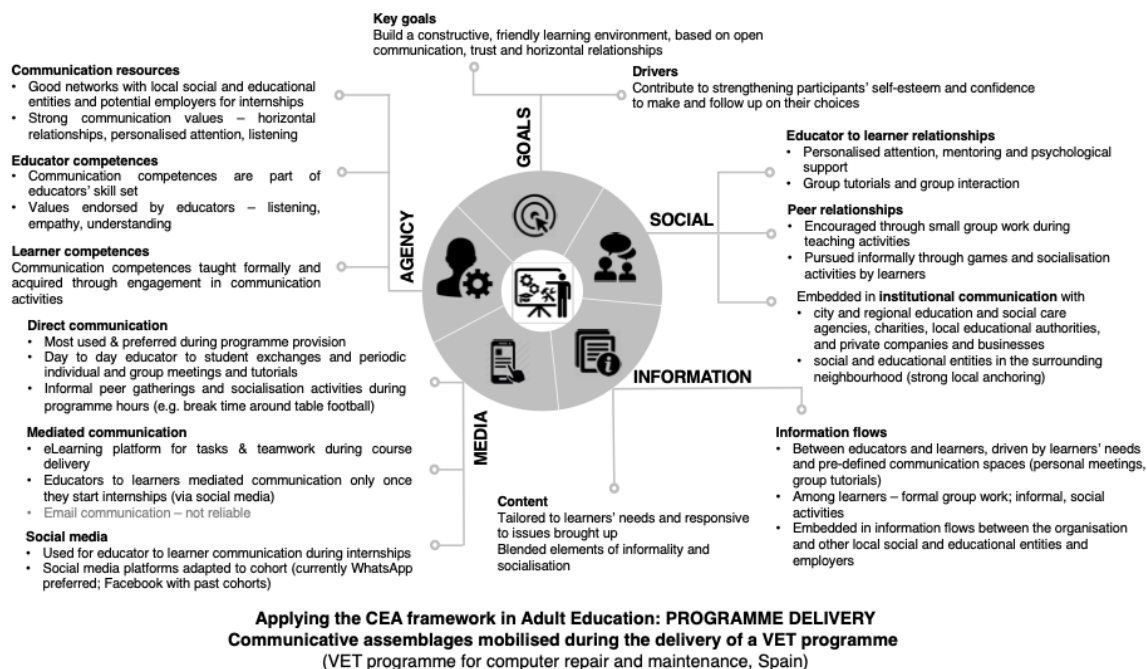 Key goals
Build a constructive, friendly learning environment, based on open
communication, trust and horizontal relationships
Drivers
Contribute to strengthening participants' self-esteem and confidence
to make and follow up on their choices
Communication resources
• Good networks with local social and educational
entities and potential employers for internships
• Strong communication values – horizontal
relationships, personalised attention, listening
Educator competences
• Communication competences are part of
educators' skill set
• Values endorsed by educators – listening,
empathy, understanding
Learner competences
Communication competences taught formally and
acquired through engagement in communication
activities
GOALS
AGENCY
SOCIAL
Educator to learner relationships
• Personalised attention, mentoring and psychological
support
• Group tutorials and group interaction
Peer relationships
• Encouraged through small group work during
teaching activities
• Pursued informally through games and socialisation
activities by learners
Embedded in institutional communication with
• city and regional education and social care
agencies, charities, local educational authorities,
and private companies and businesses
• social and educational entities in the surrounding
neighbourhood (strong local anchoring)
Direct communication
• Most used & preferred during programme provision
• Day to day educator to student exchanges and periodic
individual and group meetings and tutorials
• Informal peer gatherings and socialisation activities during
programme hours (e.g. break time around table football)
Mediated communication
• eLearning platform for tasks & teamwork during course
delivery
• Educators to learners mediated communication only once
they start internships (via social media)
• Email communication – not reliable
Social media
• Used for educator to learner communication during internships
• Social media platforms adapted to cohort (currently WhatsApp
preferred; Facebook with past cohorts)
MEDIA
INFORMATION
Content
Tailored to learners' needs and responsive
to issues brought up
Blended elements of informality and
socialisation
Information flows
• Between educators and learners, driven by learners' needs
and pre-defined communication spaces (personal meetings,
group tutorials)
• Among learners – formal group work; informal, social
activities
• Embedded in information flows between the organisation
and other local social and educational entities and
employers
Applying the CEA framework in Adult Education: PROGRAMME DELIVERY
Communicative assemblages mobilised during the delivery of a VET programme
(VET programme for computer repair and maintenance, Spain)